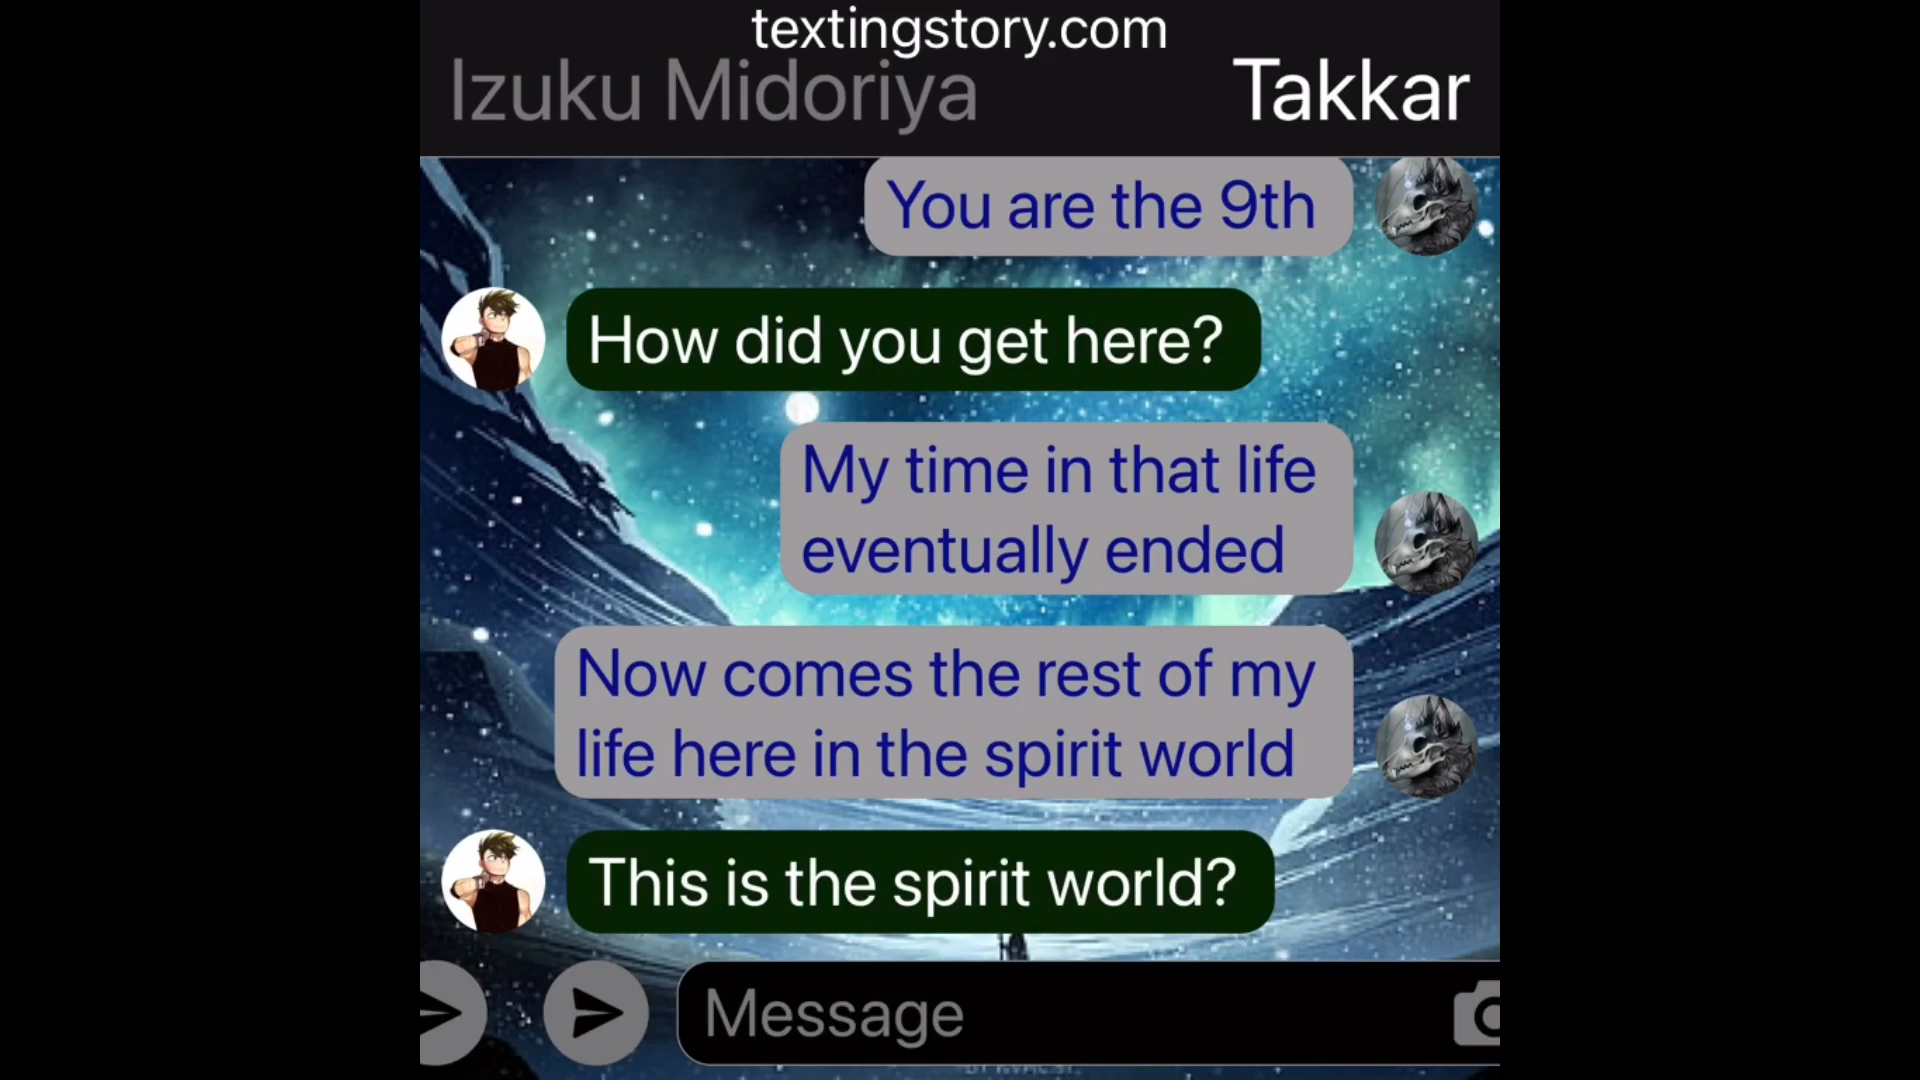 textingstory.com
Izuku Midoriya
Takkar
You are the 9th
How did you get here?
My time in that life
eventually ended
Now comes the rest of my
life here in the spirit world
This is the spirit world?
Message